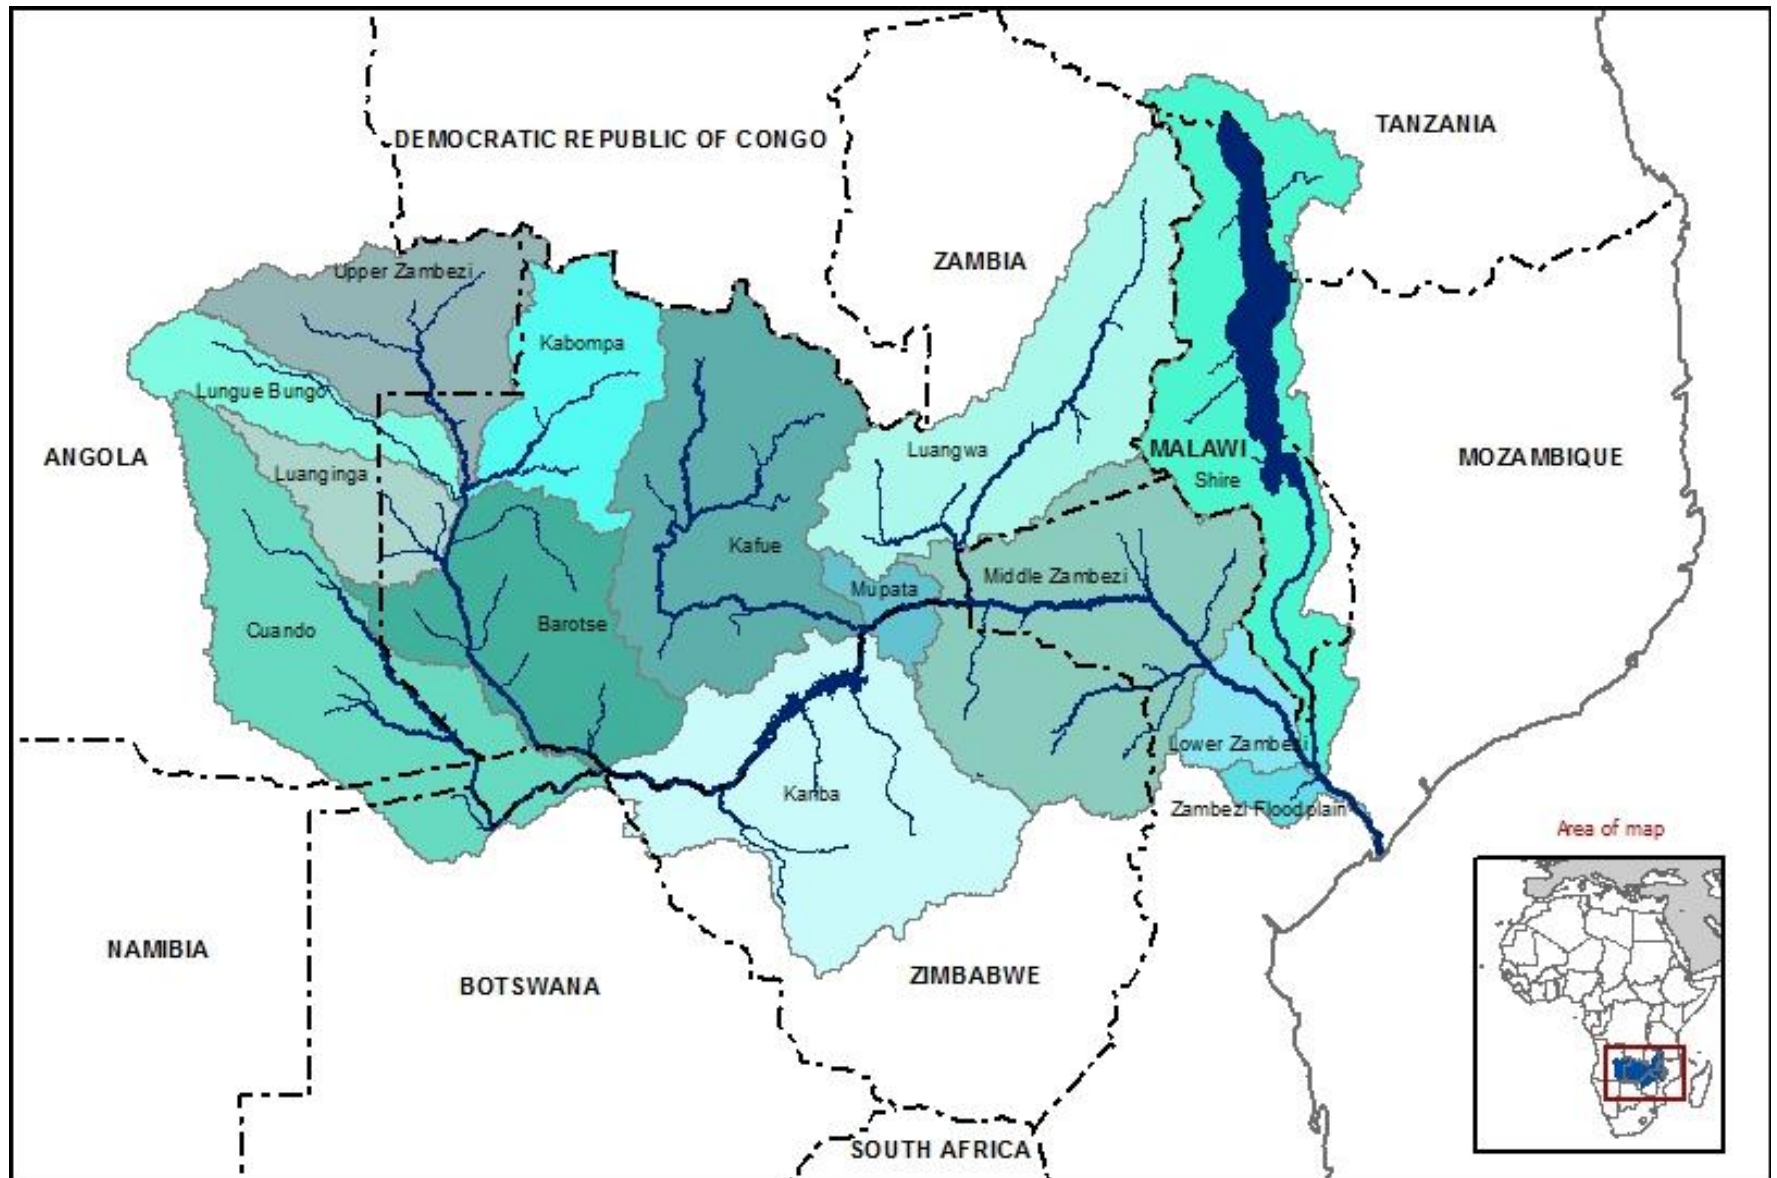 TANZANIA
DEMOCRATIC REPUBLIC OF CONGO
ZAMBIA
Upper Zambezi
Kabompa
Lungue Bungo
Luangwa
MALAWI
ANGOLA
MOZAMBIQUE
Luanginga
Shire
Kafue
Middle Zambezi
Mupata
Cuando
Barotse
Lower Zambezi
Kariba
Zambezi Floodplain
Area of map
NAMIBIA
ZIMBABWE
BOTSWANA
SOUTH AFRICA